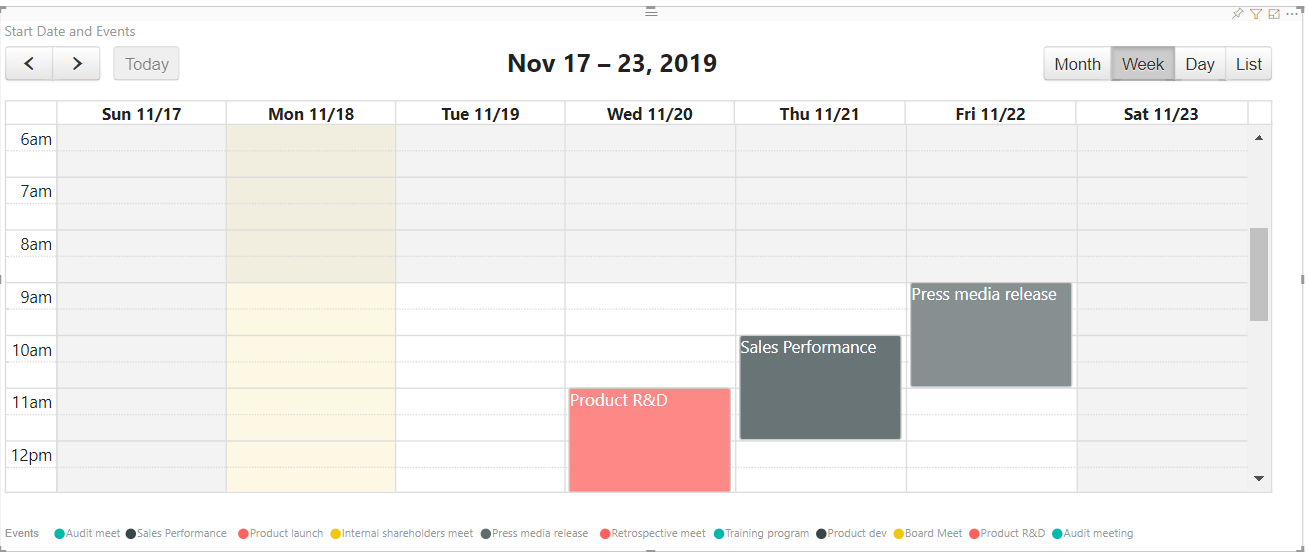 Start Date and Events
Today
Nov 17 – 23, 2019
Month Week Day List
Sun 11/17 Mon 11/18 Tue 11/19 Wed 11/20 Thu 11/21 Fri 11/22 Sat 11/23
6am
7am
8am
9am
Press media release
10am
Sales Performance
11am
Product R&D
12pm
Events Audit meet Sales Performance Product launch Internal shareholders meet Press media release Retrospective meet Training program Product dev Board Meet Product R&D Audit meeting